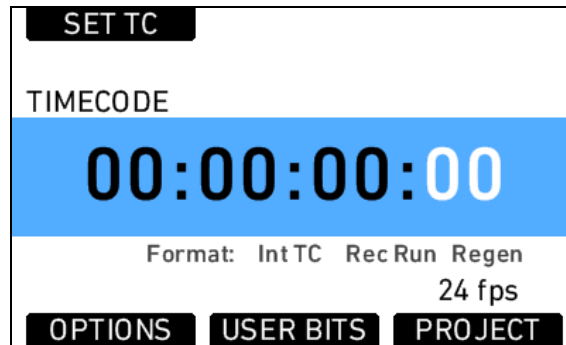 SET TC
TIMECODE
00:00:00:00
Format: Int TC Rec Run Regen
24 fps
OPTIONS USER BITS PROJECT